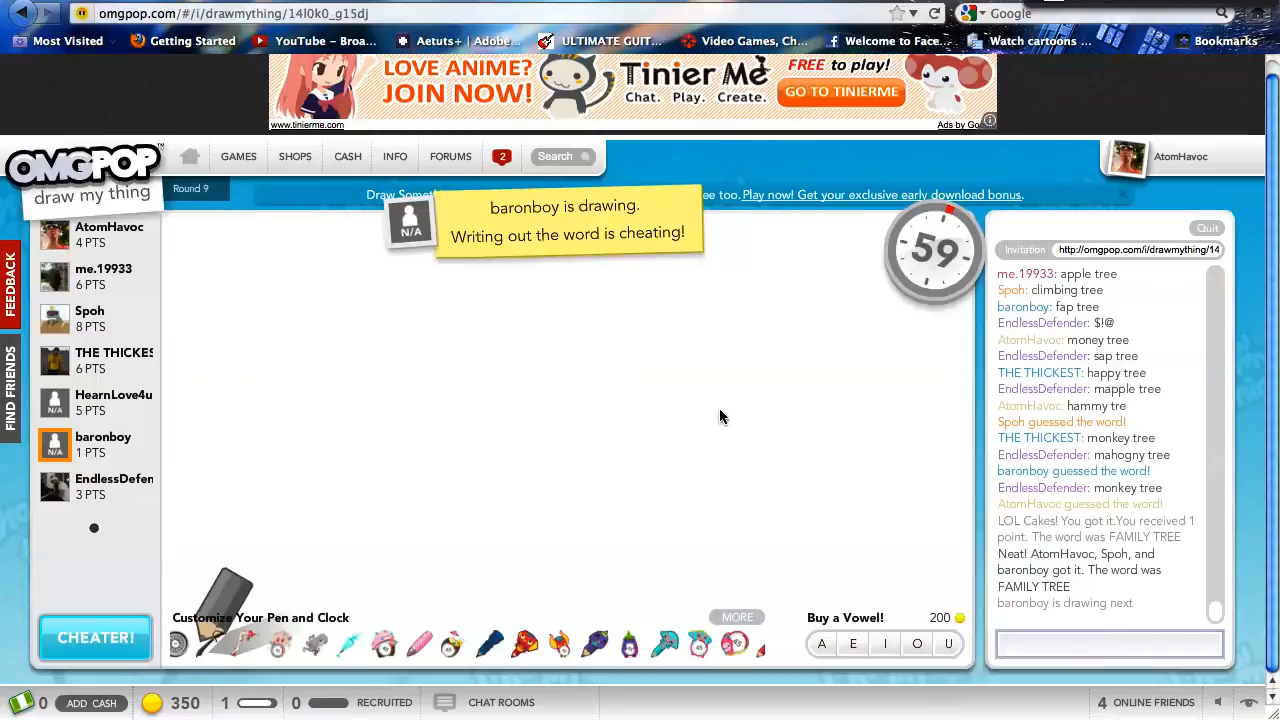 omgpop.com/#/i/drawmything/14l0k0_g15dj
Google
Most Visited
Getting Started
YouTube – Broa...
Aetuts+ | Adobe...
ULTIMATE GUIT...
Video Games, Ch...
Welcome to Face...
Watch cartoons ...
Bookmarks
LOVE ANIME?
JOIN NOW!
www.tinierme.com
Tinier Me
Chat. Play. Create.
FREE to play!
GO TO TINIERME
Ads by Goo
OMGPOP
draw my thing
GAMES
SHOPS
CASH
INFO
FORUMS
2
Search
AtomHavoc
Round 9
Draw Someth
ee too. Play now! Get your exclusive early download bonus.
N/A
baronboy is drawing.
Writing out the word is cheating!
59
FEEDBACK
FIND FRIENDS
AtomHavoc
4 PTS
me.19933
6 PTS
Spoh
8 PTS
THE THICKES
6 PTS
N/A
HearnLove4u
5 PTS
N/A
baronboy
1 PTS
EndlessDefen
3 PTS
CHEATER!
Customize Your Pen and Clock
MORE
Buy a Vowel!
200
A E I O U
Quit
Invitation
http://omgpop.com/i/drawmything/14
me.19933: apple tree
Spoh: climbing tree
baronboy: fap tree
EndlessDefender: $!@
AtomHavoc: money tree
EndlessDefender: sap tree
THE THICKEST: happy tree
EndlessDefender: mapple tree
AtomHavoc: hammy tre
Spoh guessed the word!
THE THICKEST: monkey tree
EndlessDefender: mahogny tree
baronboy guessed the word!
EndlessDefender: monkey tree
AtomHavoc guessed the word!
LOL Cakes! You got it.You received 1
point. The word was FAMILY TREE
Neat! AtomHavoc, Spoh, and
baronboy got it. The word was
FAMILY TREE
baronboy is drawing next
0
ADD CASH
350
1
0
RECRUITED
CHAT ROOMS
4 ONLINE FRIENDS